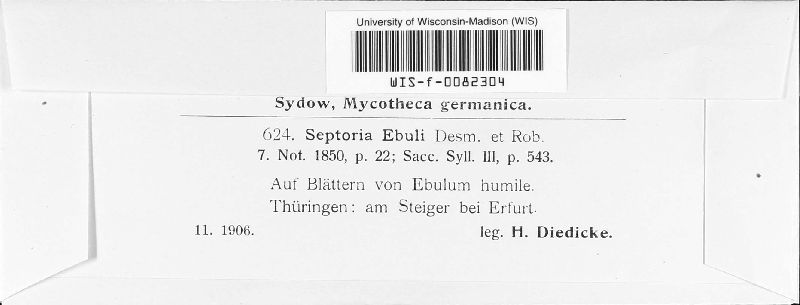 University of Wisconsin-Madison (WIS)
WIS-f-0082304
Sydow, Mycotheca germanica.
624. Septoria Ebuli Desm. et Rob.
7. Not. 1850, p. 22; Sacc. Syll. III, p. 543.
Auf Blättern von Ebulum humile.
Thüringen: am Steiger bei Erfurt.
11. 1906. leg. H. Diedicke.